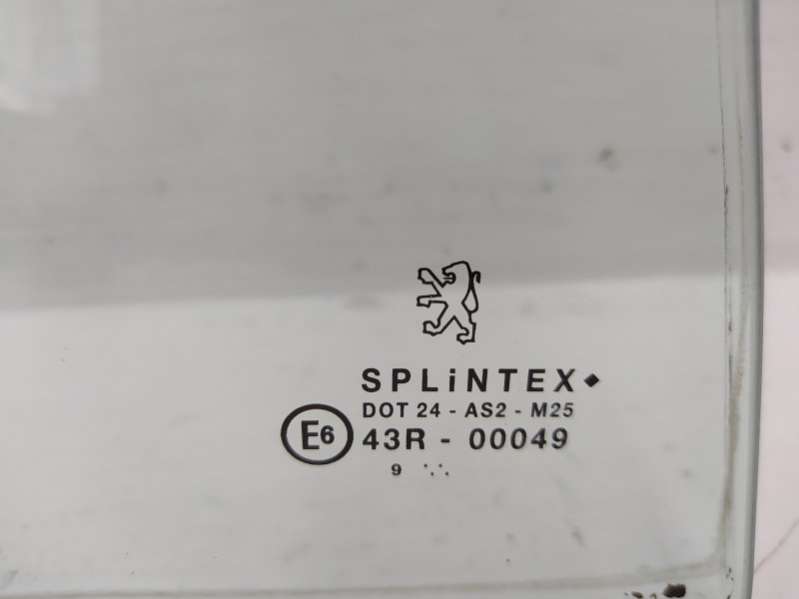 SPLiNTEX
DOT 24 - AS2 - M25
E6 43R - 00049
9